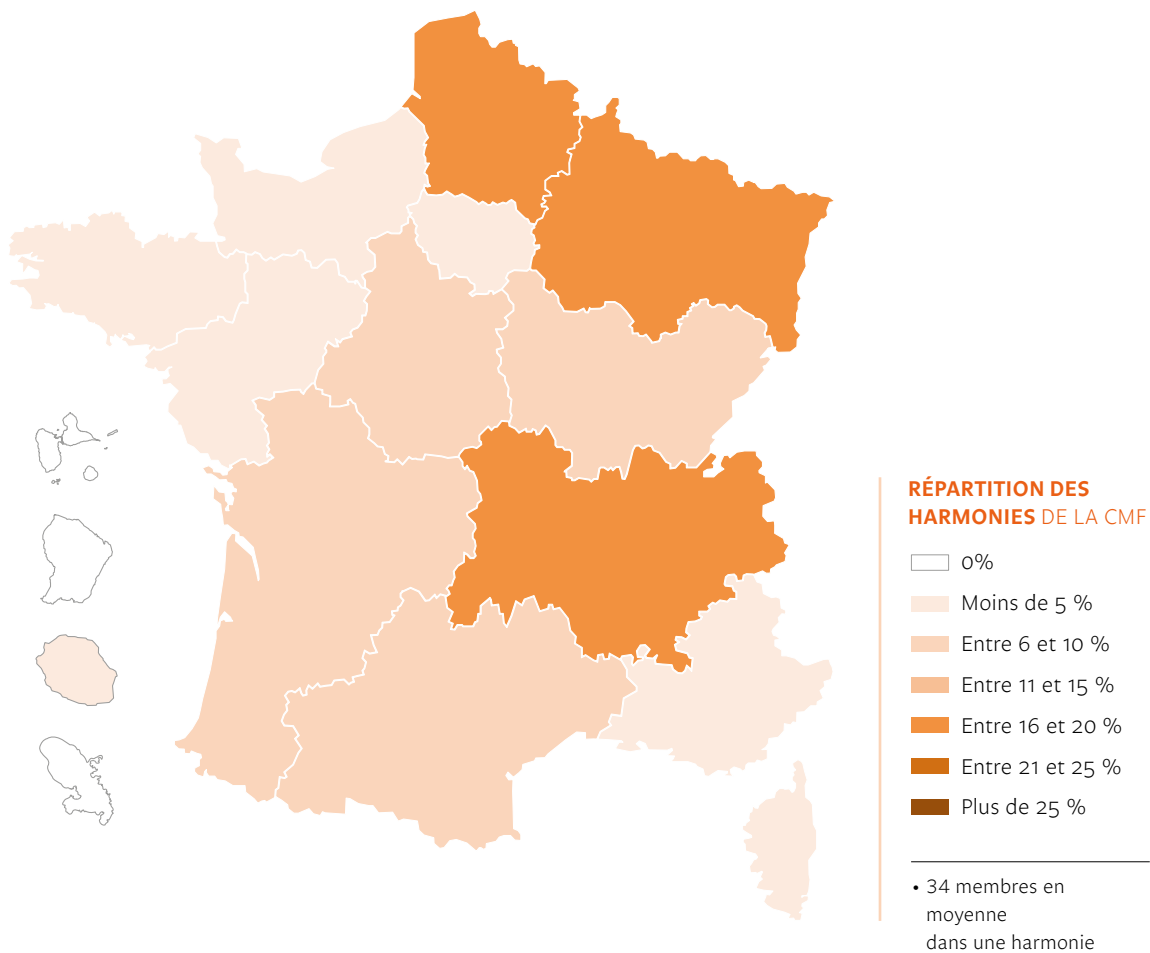 RÉPARTITION DES
HARMONIES DE LA CMF
0%
Moins de 5 %
Entre 6 et 10 %
Entre 11 et 15 %
Entre 16 et 20 %
Entre 21 et 25 %
Plus de 25 %
• 34 membres en
moyenne
dans une harmonie